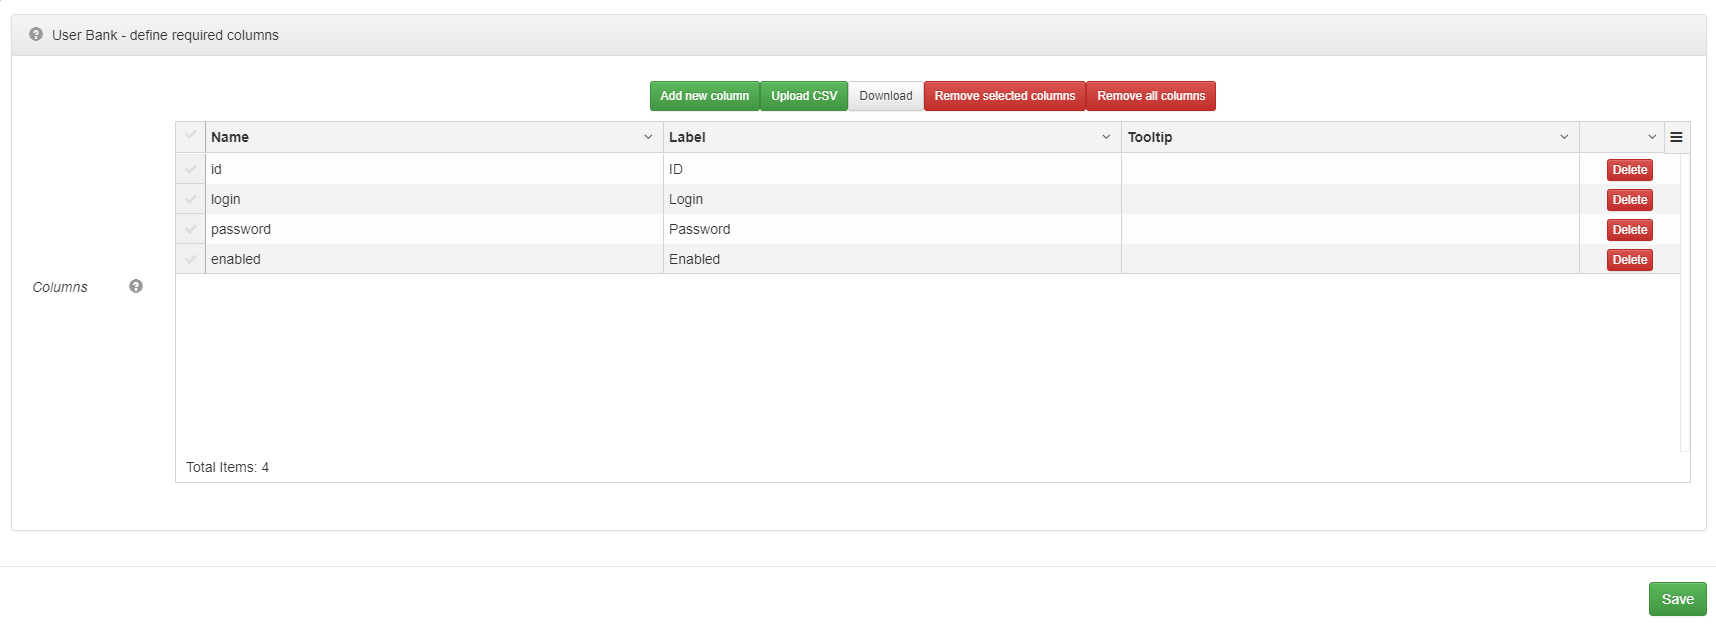 User Bank - define required columns
Add new column Upload CSV Download Remove selected columns Remove all columns
Name Label Tooltip
id ID Delete
login Login Delete
password Password Delete
enabled Enabled Delete
Columns
Total Items: 4
Save